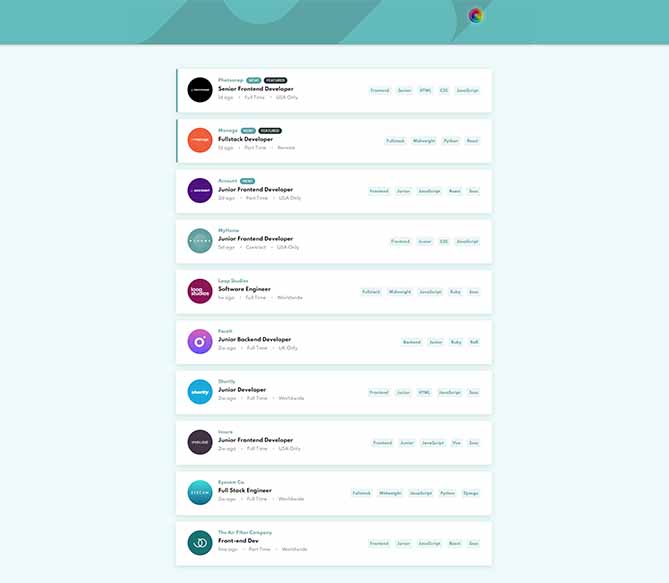 Photosnap NEW! FEATURED
Senior Frontend Developer
1d ago • Full Time • USA Only
Frontend Senior HTML CSS JavaScript
Manage NEW! FEATURED
Fullstack Developer
1d ago • Part Time • Remote
Fullstack Midweight Python React
Account NEW!
Junior Frontend Developer
2d ago • Part Time • USA Only
Frontend Junior JavaScript React Sass
MyHome
Junior Frontend Developer
5d ago • Contract • USA Only
Frontend Junior CSS JavaScript
loop studios
Loop Studios
Software Engineer
1w ago • Full Time • Worldwide
Fullstack Midweight JavaScript Ruby Sass
FaceIt
Junior Backend Developer
2w ago • Full Time • UK Only
Backend Junior Ruby RoR
shortly
Shortly
Junior Developer
2w ago • Full Time • Worldwide
Frontend Junior HTML JavaScript Sass
Insure
Junior Frontend Developer
2w ago • Full Time • USA Only
Frontend Junior JavaScript Vue Sass
EYECAM
Eyecam Co.
Full Stack Engineer
3w ago • Full Time • Worldwide
Fullstack Midweight JavaScript Python Django
The Air Filter Company
Front-end Dev
1mo ago • Part Time • Worldwide
Frontend Junior JavaScript React Sass